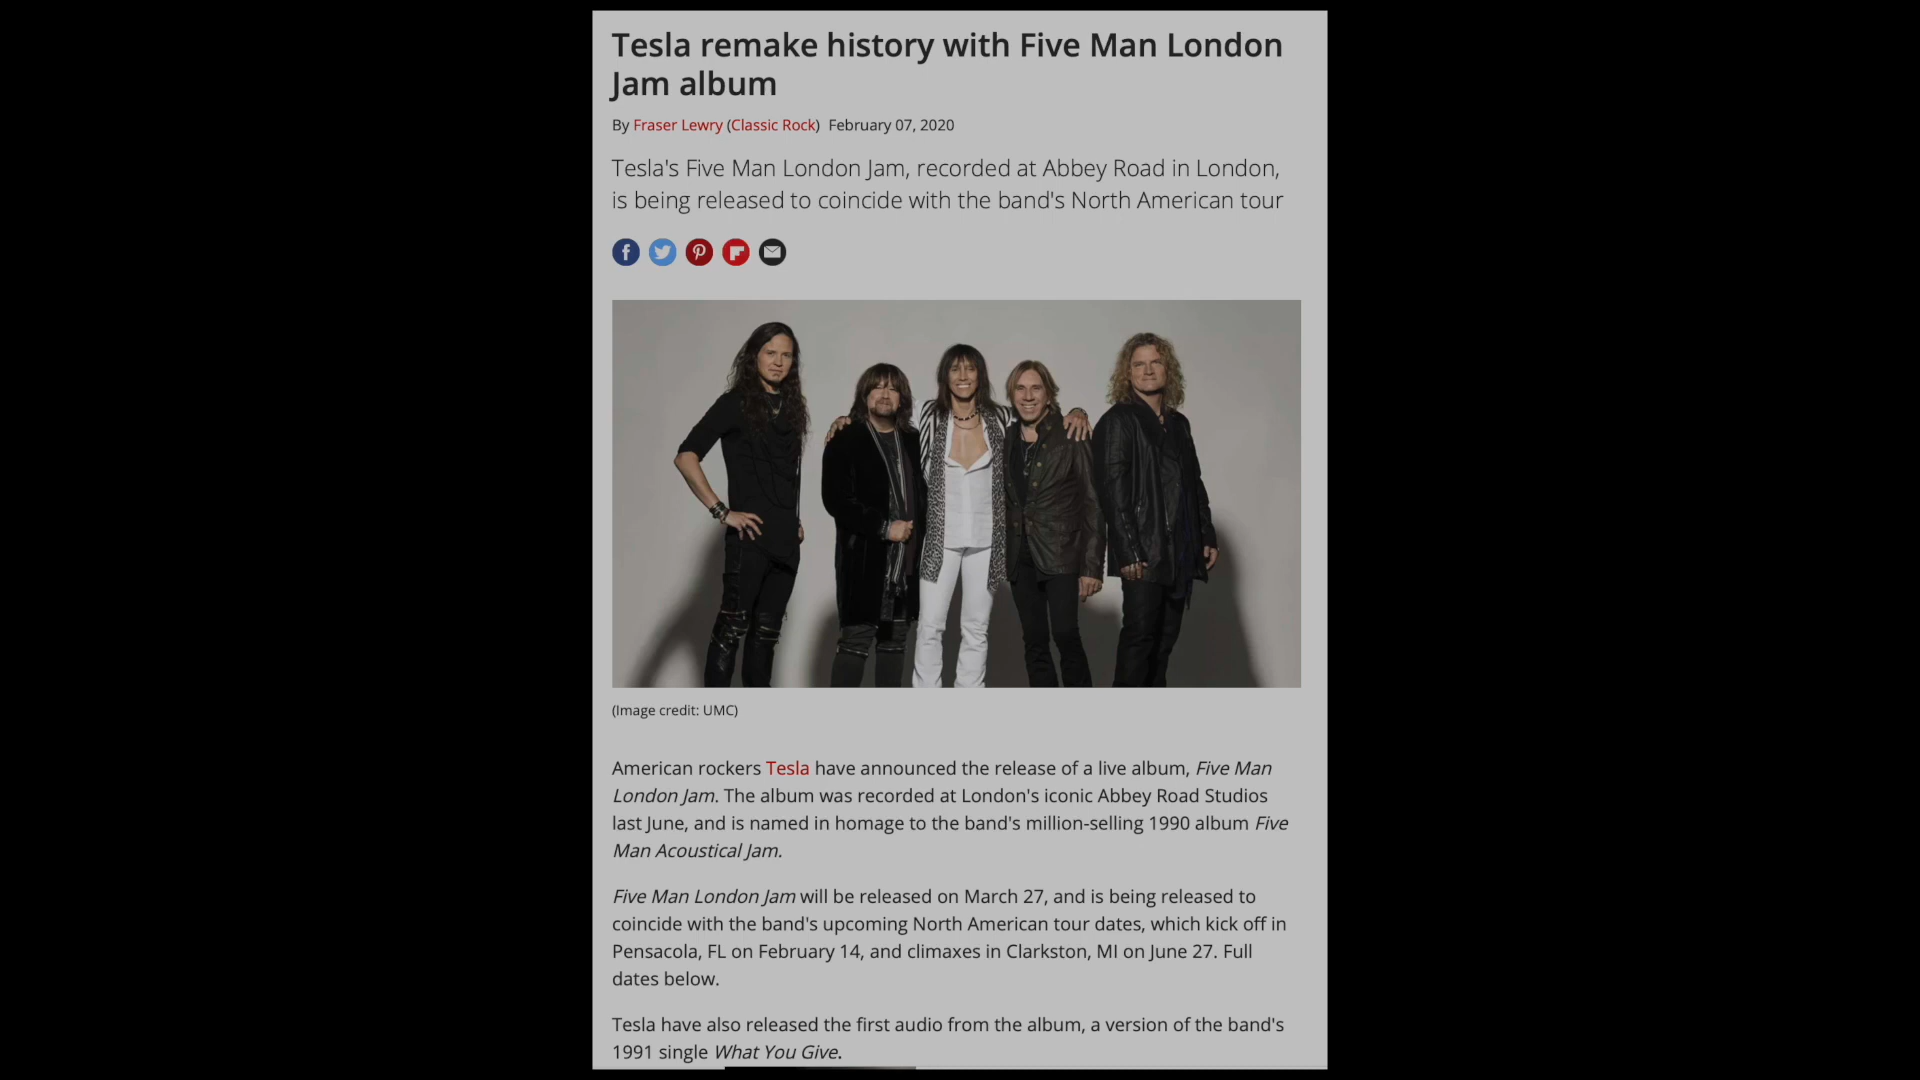 Tesla remake history with Five Man London
Jam album
By Fraser Lewry (Classic Rock) February 07, 2020
Tesla's Five Man London Jam, recorded at Abbey Road in London,
is being released to coincide with the band's North American tour
(Image credit: UMC)
American rockers Tesla have announced the release of a live album, Five Man
London Jam. The album was recorded at London's iconic Abbey Road Studios
last June, and is named in homage to the band's million-selling 1990 album Five
Man Acoustical Jam.
Five Man London Jam will be released on March 27, and is being released to
coincide with the band's upcoming North American tour dates, which kick off in
Pensacola, FL on February 14, and climaxes in Clarkston, MI on June 27. Full
dates below.
Tesla have also released the first audio from the album, a version of the band's
1991 single What You Give.